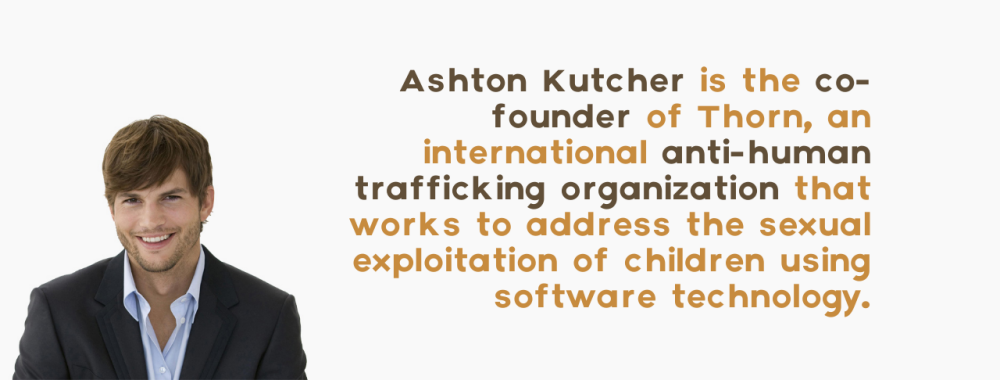 Ashton Kutcher is the co-
founder of Thorn, an
international anti-human
trafficking organization that
works to address the sexual
exploitation of children using
software technology.